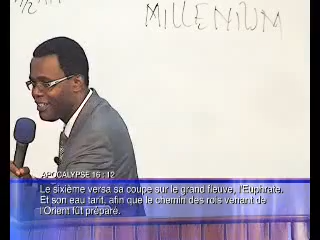 MILLENIUM
APOCALYPSE 16 : 12
Le sixième versa sa coupe sur le grand fleuve, l'Euphrate.
Et son eau tarit, afin que le chemin des rois venant de
l'Orient fût préparé.